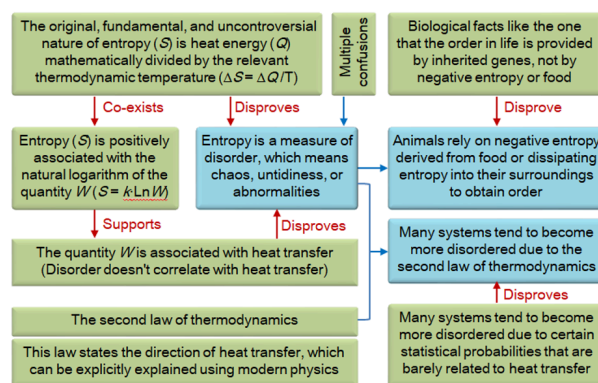 The original, fundamental, and uncontroversial
nature of entropy (S) is heat energy (Q)
mathematically divided by the relevant
thermodynamic temperature (ΔS= ΔQ/T)
Multiple
confusions
Biological facts like the one
that the order in life is provided
by inherited genes, not by
negative entropy or food
Co-exists
Disproves
Disprove
Entropy (S) is positively
associated with the
natural logarithm of the
quantity W (S = k·LnW)
Entropy is a measure of
disorder, which means
chaos, untidiness, or
abnormalities
Animals rely on negative entropy
derived from food or dissipating
entropy into their surroundings
to obtain order
Supports
Disproves
The quantity W is associated with heat transfer
(Disorder doesn't correlate with heat transfer)
Many systems tend to become
more disordered due to the
second law of thermodynamics
Disproves
The second law of thermodynamics
This law states the direction of heat transfer, which
can be explicitly explained using modern physics
Many systems tend to become
more disordered due to certain
statistical probabilities that are
barely related to heat transfer